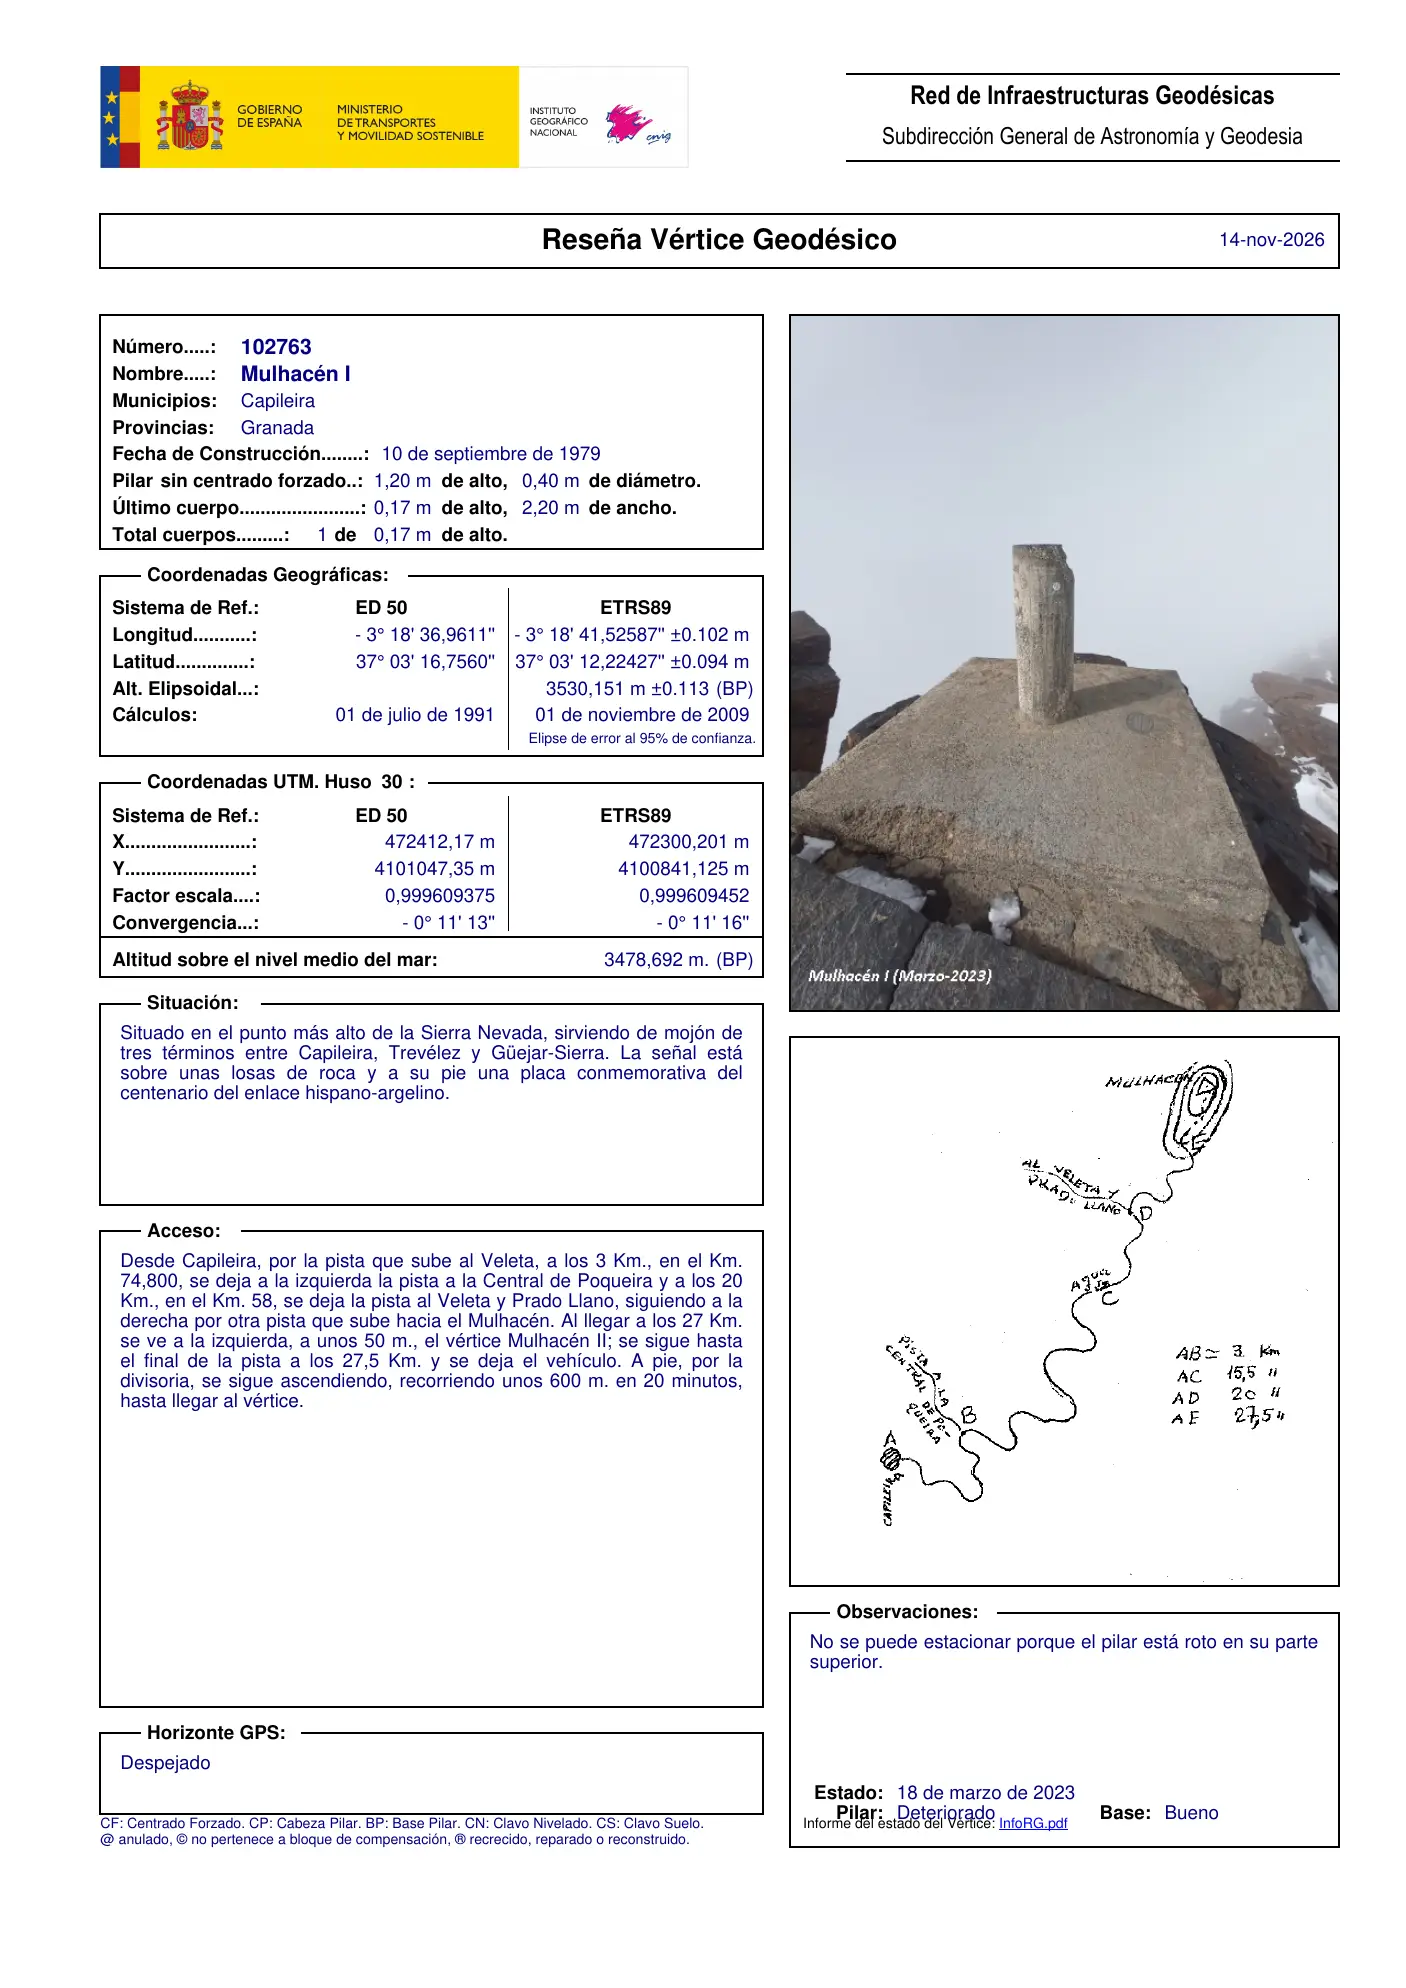 GOBIERNO
DE ESPAÑA
MINISTERIO
DE TRANSPORTES
Y MOVILIDAD SOSTENIBLE
INSTITUTO
GEOGRÁFICO
NACIONAL
cnig
Red de Infraestructuras Geodésicas
Subdirección General de Astronomía y Geodesia
Reseña Vértice Geodésico 14-nov-2026
Número.....: 102763
Nombre.....: Mulhacén I
Municipios: Capileira
Provincias: Granada
Fecha de Construcción........: 10 de septiembre de 1979
Pilar sin centrado forzado..: 1,20 m de alto, 0,40 m de diámetro.
Último cuerpo.......................: 0,17 m de alto, 2,20 m de ancho.
Total cuerpos.........: 1 de 0,17 m de alto.
Coordenadas Geográficas:
Sistema de Ref.: ED 50 ETRS89
Longitud...........: - 3° 18' 36,9611'' - 3° 18' 41,52587'' ±0.102 m
Latitud..............: 37° 03' 16,7560'' 37° 03' 12,22427'' ±0.094 m
Alt. Elipsoidal...: 3530,151 m ±0.113 (BP)
Cálculos: 01 de julio de 1991 01 de noviembre de 2009
Elipse de error al 95% de confianza.
Coordenadas UTM. Huso 30 :
Sistema de Ref.: ED 50 ETRS89
X........................: 472412,17 m 472300,201 m
Y........................: 4101047,35 m 4100841,125 m
Factor escala....: 0,999609375 0,999609452
Convergencia...: - 0° 11' 13'' - 0° 11' 16''
Altitud sobre el nivel medio del mar: 3478,692 m. (BP)
Situación:
Situado en el punto más alto de la Sierra Nevada, sirviendo de mojón de
tres términos entre Capileira, Trevélez y Güejar-Sierra. La señal está
sobre unas losas de roca y a su pie una placa conmemorativa del
centenario del enlace hispano-argelino.
Acceso:
Desde Capileira, por la pista que sube al Veleta, a los 3 Km., en el Km.
74,800, se deja a la izquierda la pista a la Central de Poqueira y a los 20
Km., en el Km. 58, se deja la pista al Veleta y Prado Llano, siguiendo a la
derecha por otra pista que sube hacia el Mulhacén. Al llegar a los 27 Km.
se ve a la izquierda, a unos 50 m., el vértice Mulhacén II; se sigue hasta
el final de la pista a los 27,5 Km. y se deja el vehículo. A pie, por la
divisoria, se sigue ascendiendo, recorriendo unos 600 m. en 20 minutos,
hasta llegar al vértice.
Horizonte GPS:
Despejado
CF: Centrado Forzado. CP: Cabeza Pilar. BP: Base Pilar. CN: Clavo Nivelado. CS: Clavo Suelo.
@ anulado, © no pertenece a bloque de compensación, ® recrecido, reparado o reconstruido.
Mulhacén I (Marzo-2023)
MULHACEN
E
AL VELETA Y
PRADO LLANO
D
C
PISTA A LA
CENTRAL DE PO-
QUEIRA
B
A
CAPILEIRA
AB = 3 Km
AC 15,5 "
AD 20 "
AE 27,5 "
Observaciones:
No se puede estacionar porque el pilar está roto en su parte
superior.
Estado: 18 de marzo de 2023
Pilar: Deteriorado Base: Bueno
Informe del estado del Vértice: InfoRG.pdf